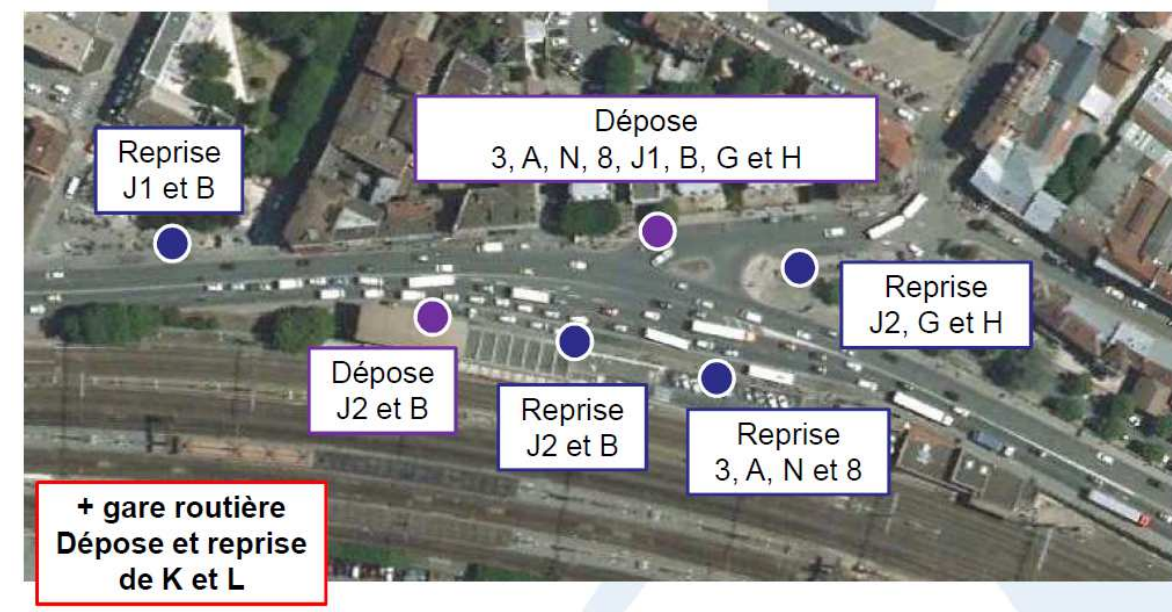 Dépose
3, A, N, 8, J1, B, G et H
Reprise
J1 et B
Reprise
J2, G et H
Dépose
J2 et B
Reprise
J2 et B
Reprise
3, A, N et 8
+ gare routière
Dépose et reprise
de K et L